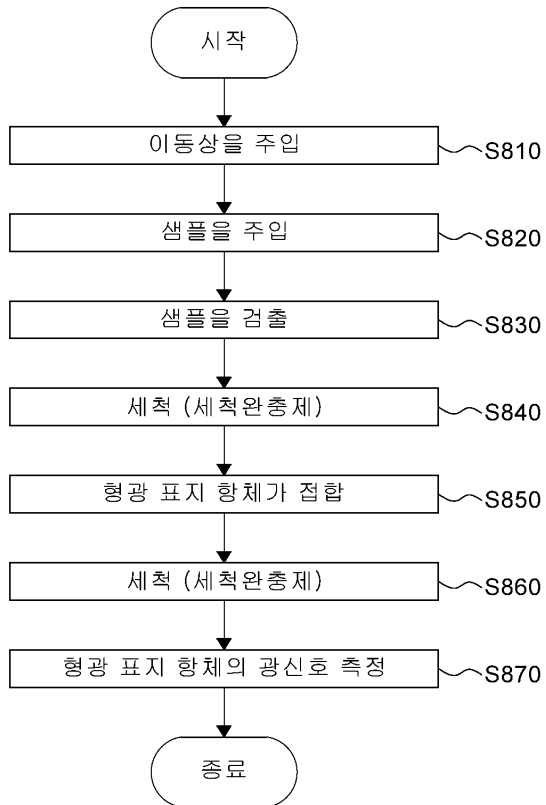 시작
이동상을 주입 S810
샘플을 주입 S820
샘플을 검출 S830
세척 (세척완충제) S840
형광 표지 항체가 접합 S850
세척 (세척완충제) S860
형광 표지 항체의 광신호 측정 S870
종료